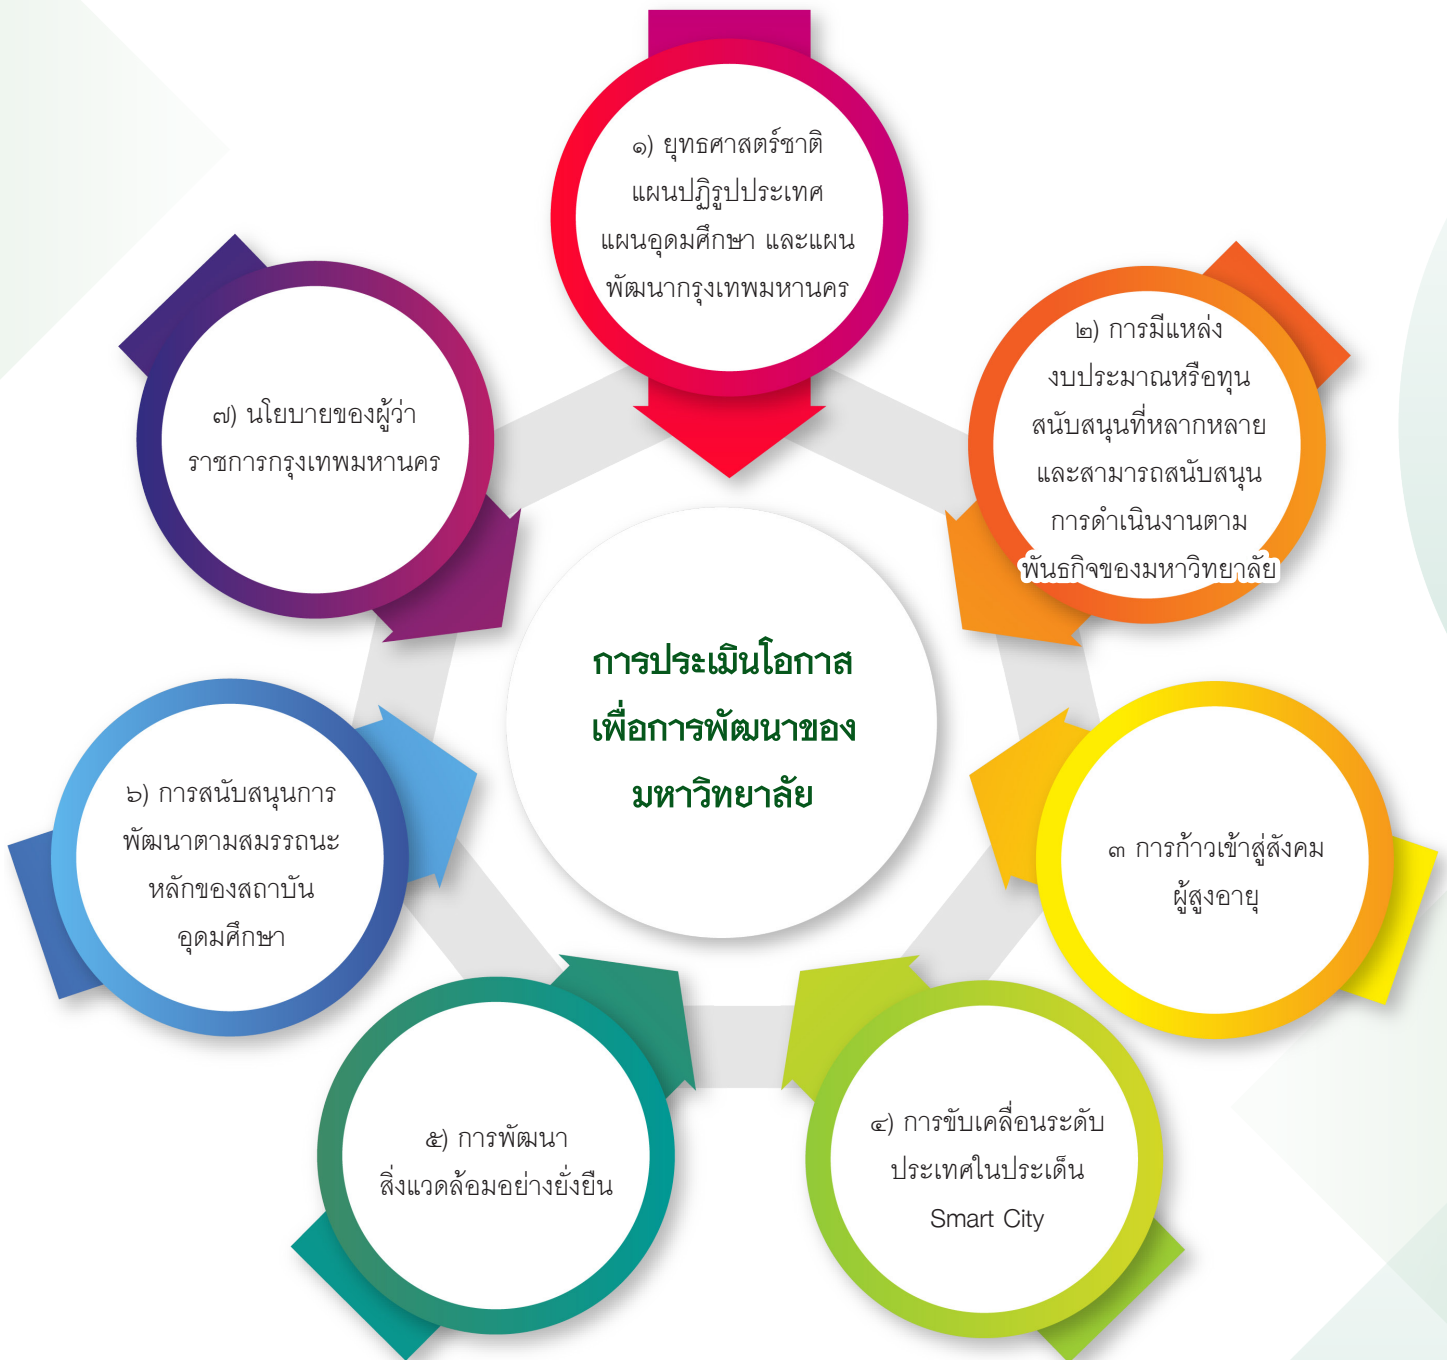 ๑) ยุทธศาสตร์ชาติ
แผนปฏิรูปประเทศ
แผนอุดมศึกษา และแผน
พัฒนากรุงเทพมหานคร
๒) การมีแหล่ง
งบประมาณหรือทุน
สนับสนุนที่หลากหลาย
และสามารถสนับสนุน
การดำเนินงานตาม
พันธกิจของมหาวิทยาลัย
๓ การก้าวเข้าสู่สังคม
ผู้สูงอายุ
๔) การขับเคลื่อนระดับ
ประเทศในประเด็น
Smart City
๕) การพัฒนา
สิ่งแวดล้อมอย่างยั่งยืน
๖) การสนับสนุนการ
พัฒนาตามสมรรถนะ
หลักของสถาบัน
อุดมศึกษา
๗) นโยบายของผู้ว่า
ราชการกรุงเทพมหานคร
การประเมินโอกาส
เพื่อการพัฒนาของ
มหาวิทยาลัย